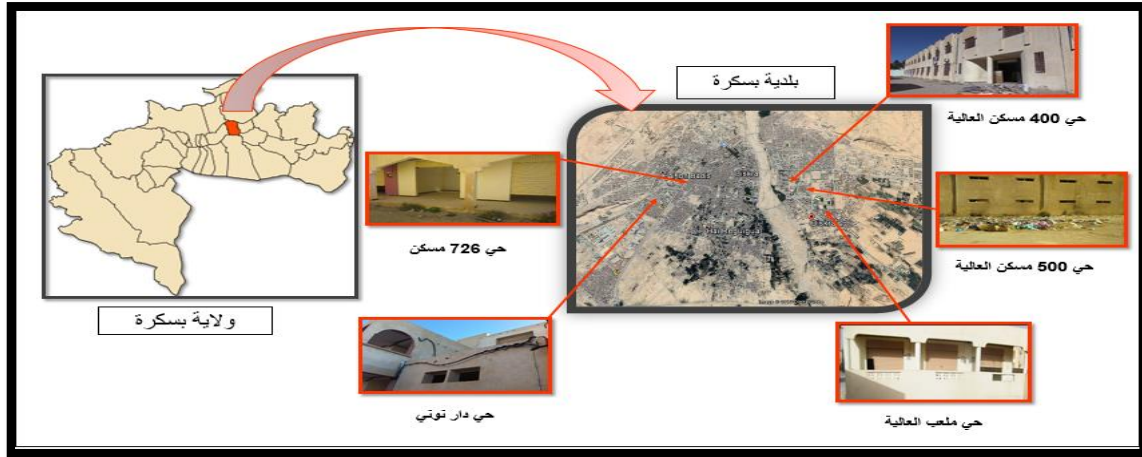 بلدية بسكرة
حي 400 مسكن العالية
حي 726 مسكن
حي 500 مسكن العالية
ولاية بسكرة
حي دار توتي
حي ملعب العالية